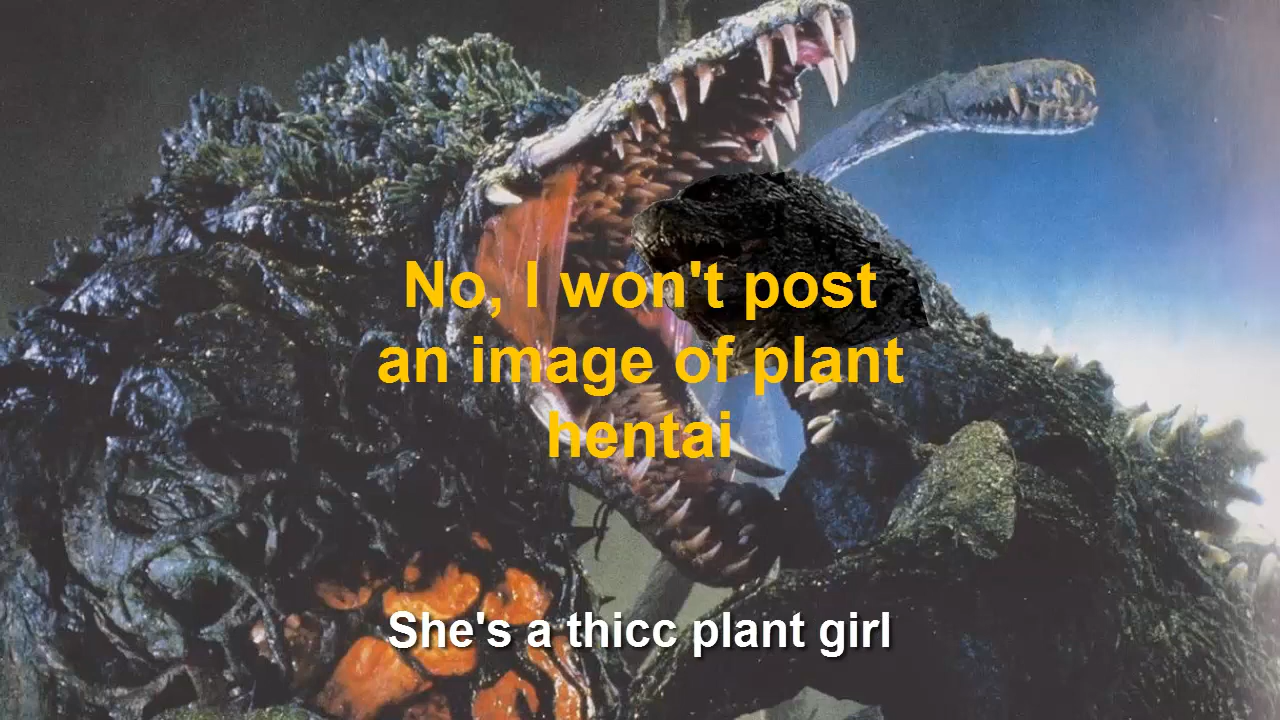 No, I won't post
an image of plant
hentai
She's a thicc plant girl